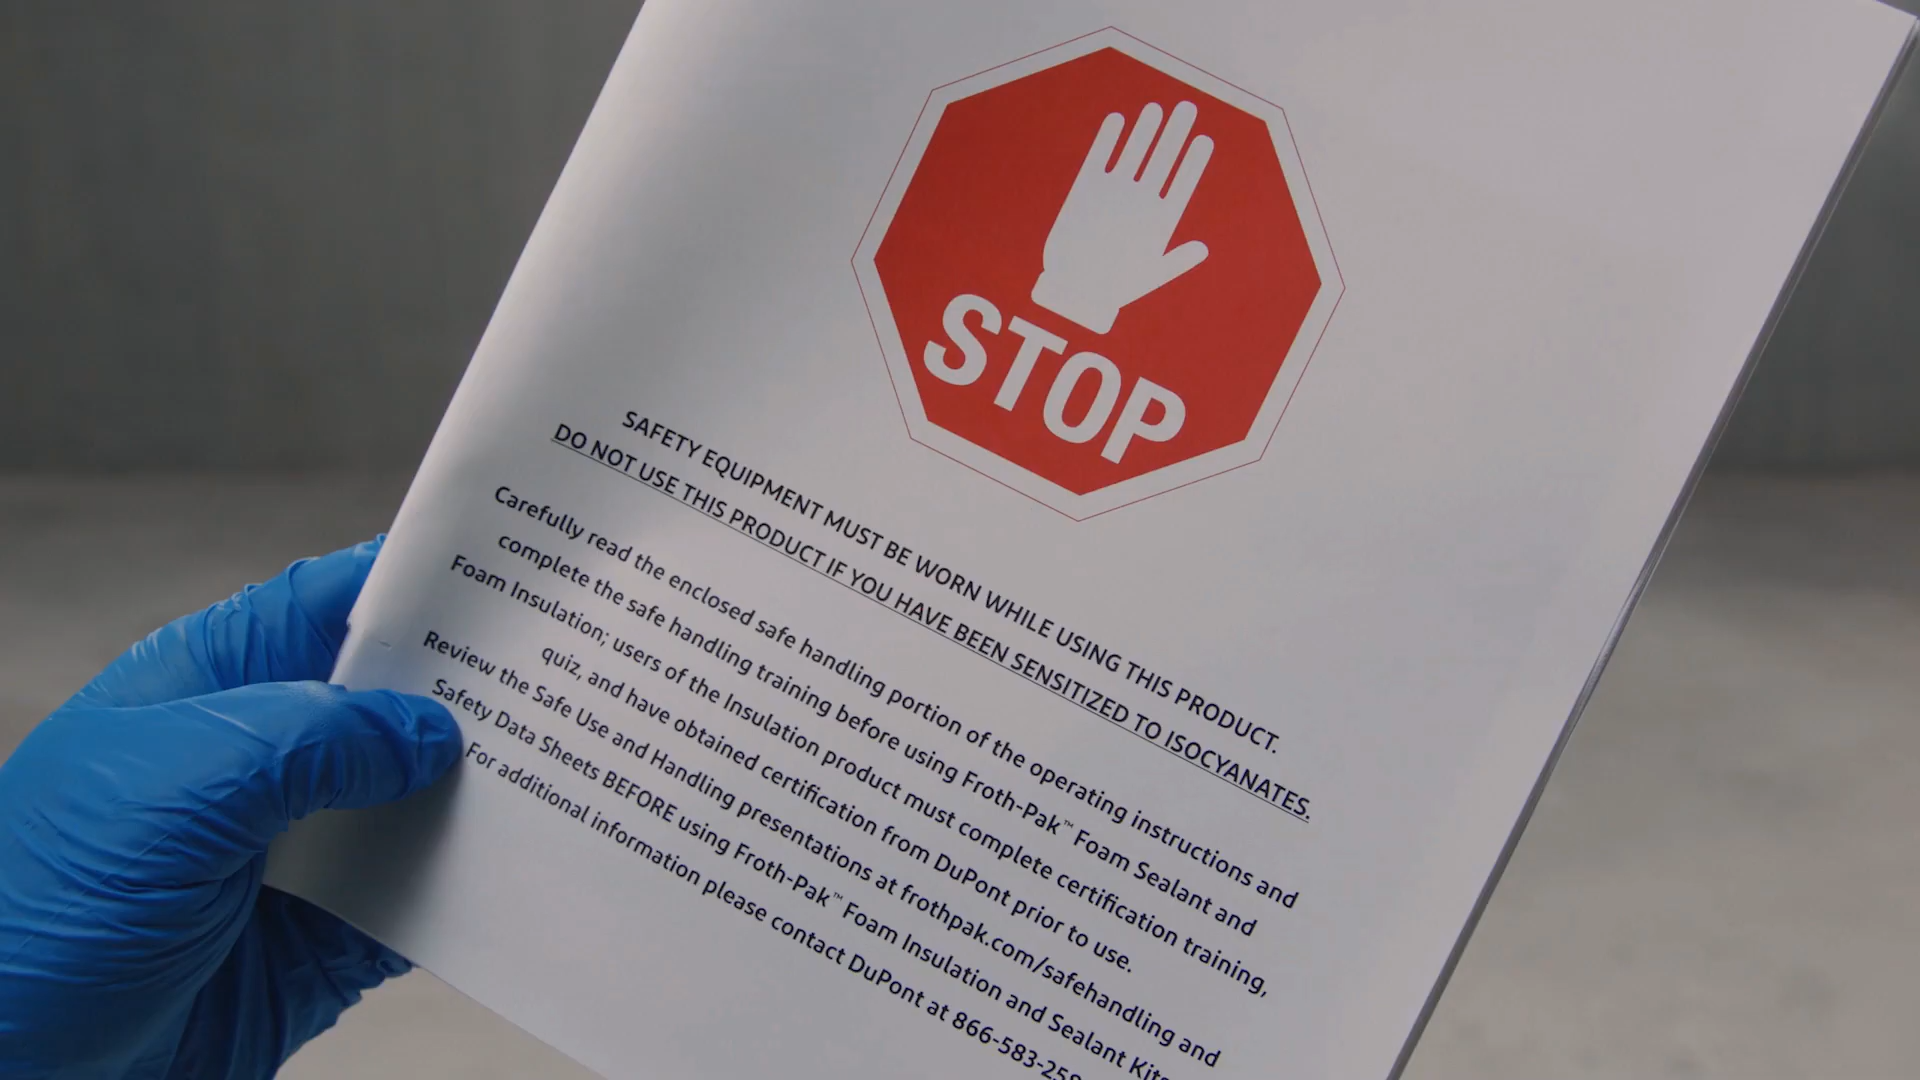 STOP
SAFETY EQUIPMENT MUST BE WORN WHILE USING THIS PRODUCT.
DO NOT USE THIS PRODUCT IF YOU HAVE BEEN SENSITIZED TO ISOCYANATES.
Carefully read the enclosed safe handling portion of the operating instructions and
complete the safe handling training before using Froth-Pak™ Foam Sealant and
Foam Insulation; users of the Insulation product must complete certification training,
quiz, and have obtained certification from DuPont prior to use.
Review the Safe Use and Handling presentations at frothpak.com/safehandling and
Safety Data Sheets BEFORE using Froth-Pak™ Foam Insulation and Sealant Kits
For additional information please contact DuPont at 866-583-258